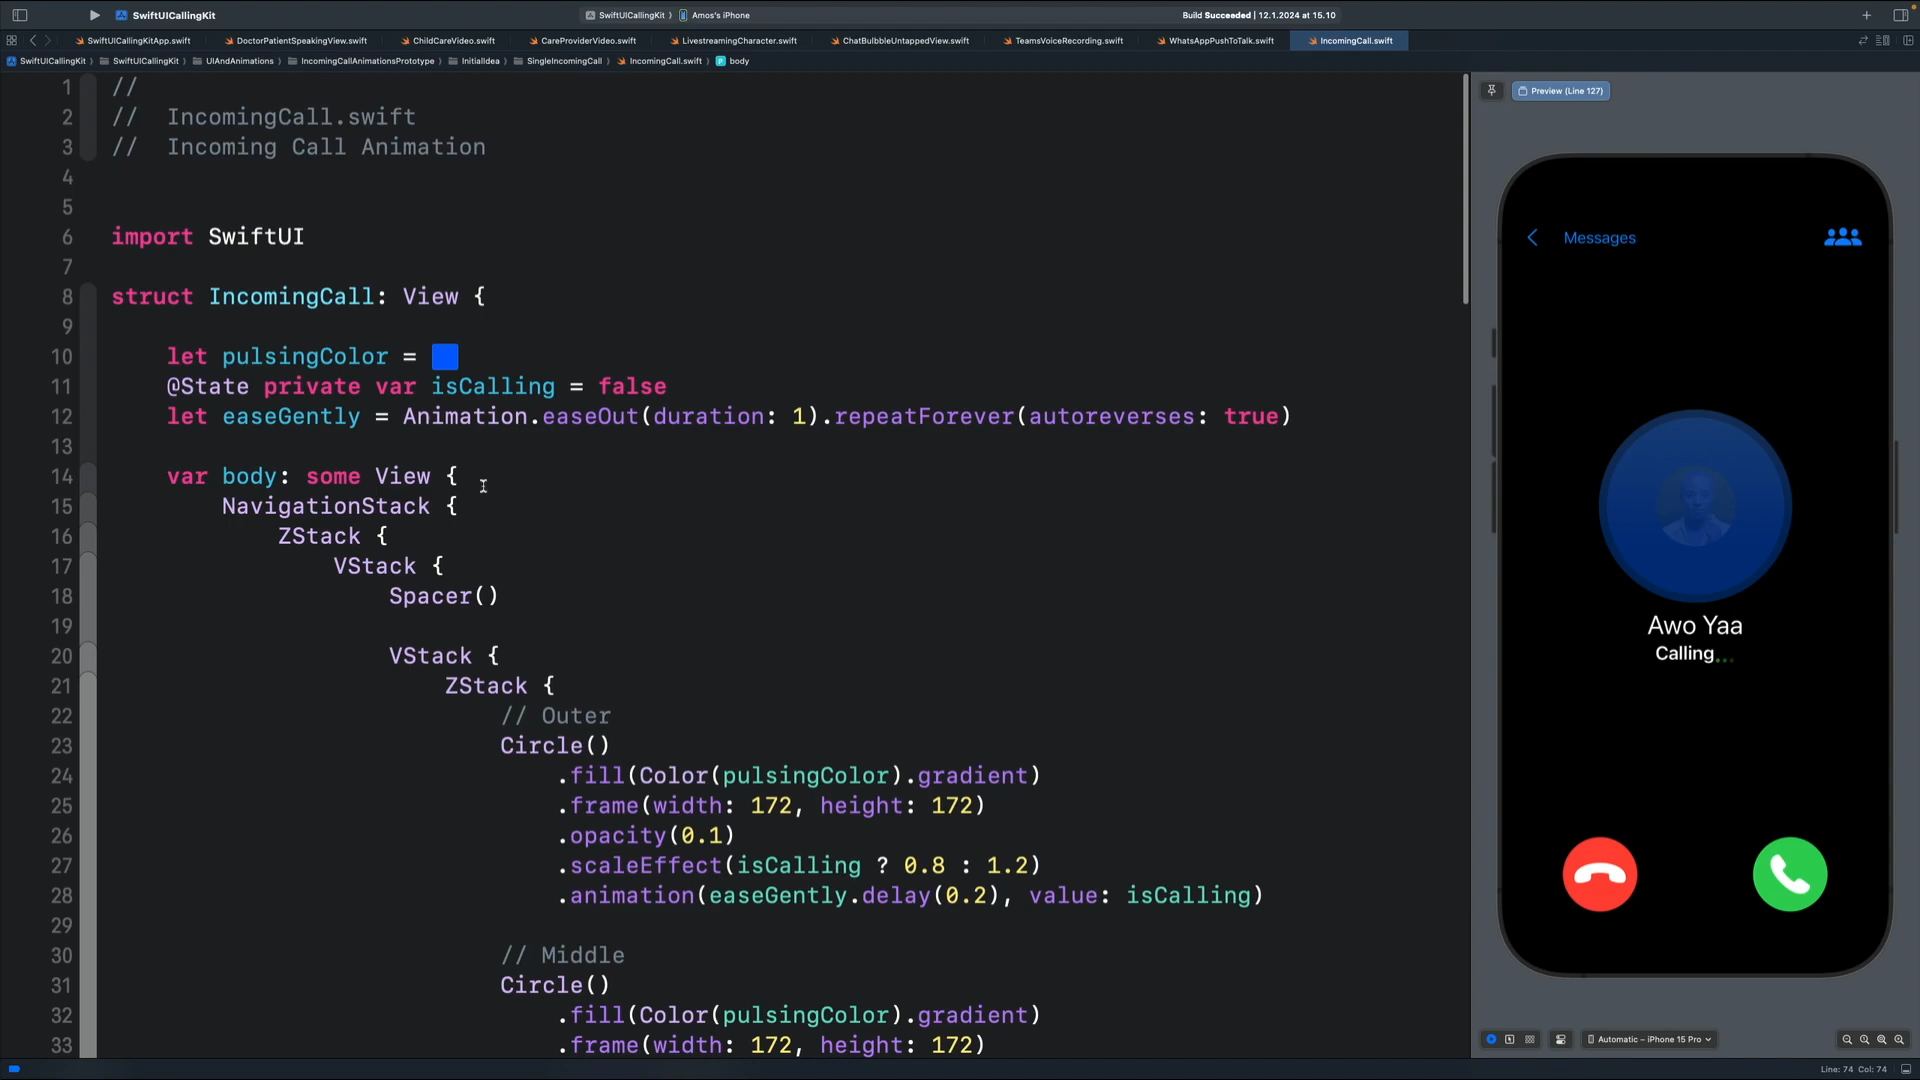 SwiftUICallingKit
SwiftUICallingKit
Amos's iPhone
Build Succeeded | 12.1.2024 at 15.10
SwiftUICallingKitApp.swift
DoctorPatientSpeakingView.swift
ChildCareVideo.swift
CareProviderVideo.swift
LivestreamingCharacter.swift
ChatBulbbleUntappedView.swift
TeamsVoiceRecording.swift
WhatsAppPushToTalk.swift
IncomingCall.swift
SwiftUICallingKit
SwiftUICallingKit
UIAndAnimations
IncomingCallAnimationsPrototype
InitialIdea
SingleIncomingCall
IncomingCall.swift
body
1 //
2 // IncomingCall.swift
3 // Incoming Call Animation
4
5
6 import SwiftUI
7
8 struct IncomingCall: View {
9
10 let pulsingColor =
11 @State private var isCalling = false
12 let easeGently = Animation.easeOut(duration: 1).repeatForever(autoreverses: true)
13
14 var body: some View {
15 NavigationStack {
16 ZStack {
17 VStack {
18 Spacer()
19
20 VStack {
21 ZStack {
22 // Outer
23 Circle()
24 .fill(Color(pulsingColor).gradient)
25 .frame(width: 172, height: 172)
26 .opacity(0.1)
27 .scaleEffect(isCalling ? 0.8 : 1.2)
28 .animation(easeGently.delay(0.2), value: isCalling)
29
30 // Middle
31 Circle()
32 .fill(Color(pulsingColor).gradient)
33 .frame(width: 172, height: 172)
Preview (Line 127)
Messages
Awo Yaa
Calling...
Automatic – iPhone 15 Pro
Line: 74 Col: 74